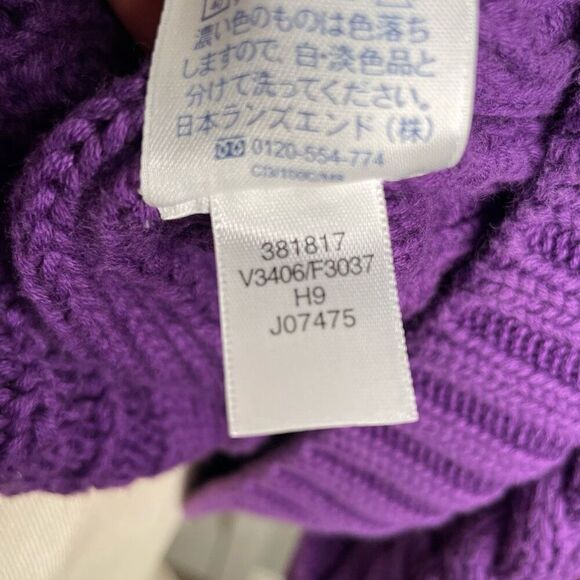 濃い色のものは色落ち
しますので、白・淡色品と
分けて洗ってください。
日本ランズエンド(株)
0120-554-774
381817
V3406/F3037
H9
J07475